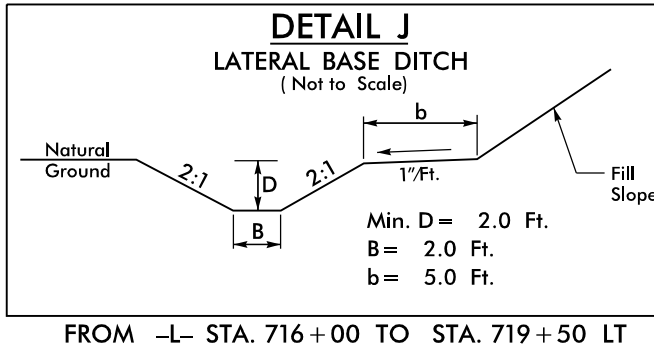 DETAIL J
LATERAL BASE DITCH
( Not to Scale)
b
Natural
Ground
2:1
D
2:1
1"/Ft.
Fill
Slope
B
Min. D = 2.0 Ft.
B = 2.0 Ft.
b = 5.0 Ft.
FROM -L- STA. 716+00 TO STA. 719+50 LT